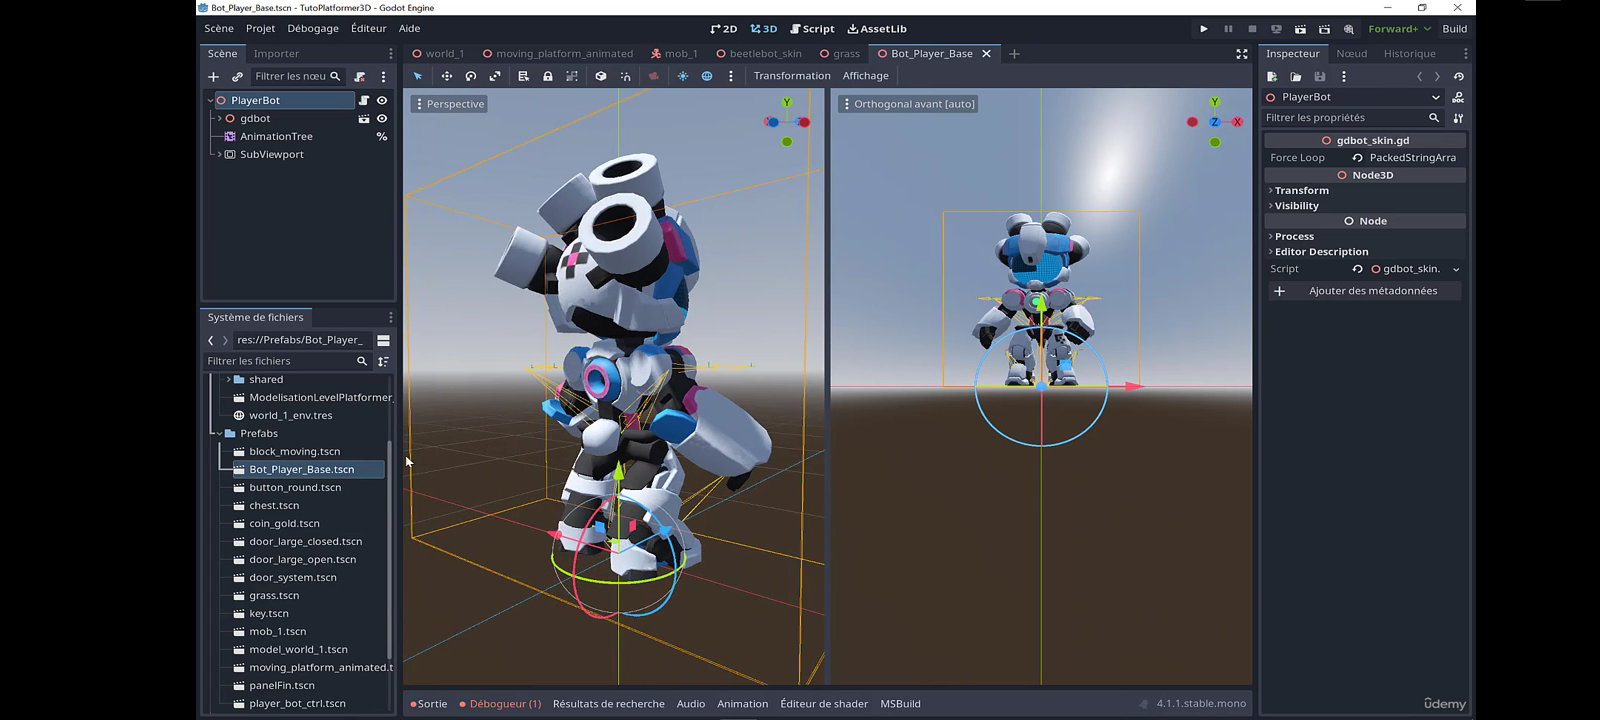 Bot_Player_Base.tscn - TutoPlatformer3D - Godot Engine
Scène Projet Débogage Éditeur Aide
2D 3D Script AssetLib
Forward+ Build
Scène Importer
world_1 moving_platform_animated mob_1 beetlebot_skin grass Bot_Player_Base
Inspecteur Nœud Historique
Filtrer les nœu
Transformation Affichage
PlayerBot
gdbot
AnimationTree
SubViewport
Perspective
Y
Orthogonal avant [auto]
Y
Z
X
PlayerBot
Filtrer les propriétés
gdbot_skin.gd
Force Loop PackedStringArra
Node3D
Transform
Visibility
Node
Process
Editor Description
Script gdbot_skin.
Ajouter des métadonnées
Système de fichiers
res://Prefabs/Bot_Player_
Filtrer les fichiers
shared
ModelisationLevelPlatformer_
world_1_env.tres
Prefabs
block_moving.tscn
Bot_Player_Base.tscn
button_round.tscn
chest.tscn
coin_gold.tscn
door_large_closed.tscn
door_large_open.tscn
door_system.tscn
grass.tscn
key.tscn
mob_1.tscn
model_world_1.tscn
moving_platform_animated.t
panelFin.tscn
player_bot_ctrl.tscn
Sortie Débogueur (1) Résultats de recherche Audio Animation Éditeur de shader MSBuild
4.1.1.stable.mono
ûdemy